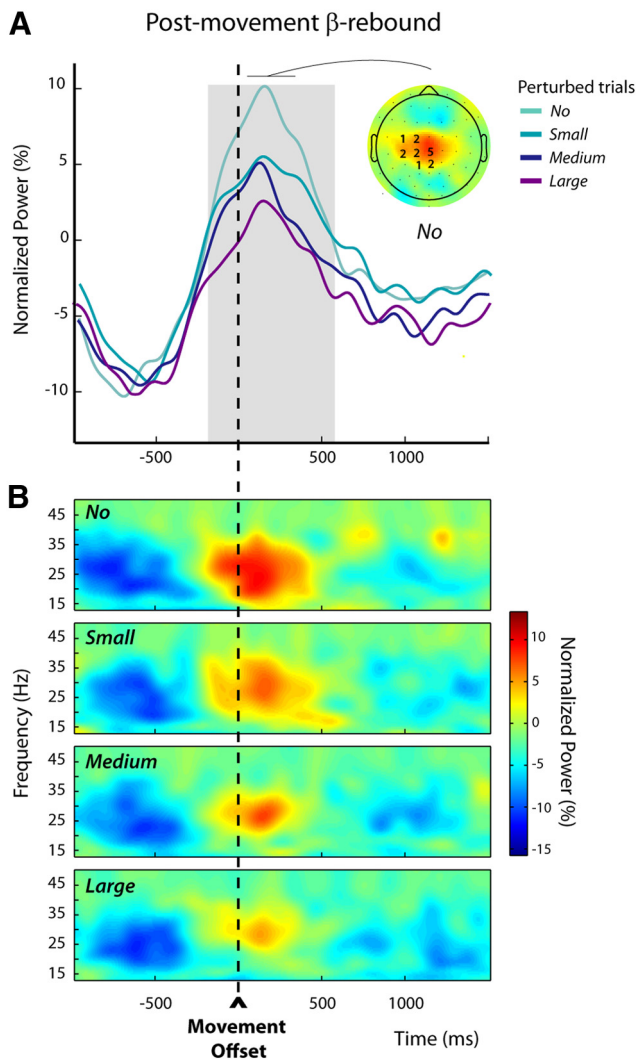 A
Post-movement β-rebound
Normalized Power (%)
10
5
0
-5
-10
-500
500
1000
1 2
2 2 5
1 2
No
Perturbed trials
No
Small
Medium
Large
B
Frequency (Hz)
No
45
35
25
15
Small
45
35
25
15
Medium
45
35
25
15
Large
45
35
25
15
-500
500
1000
Movement
Offset
Time (ms)
10
5
0
-5
-10
-15
Normalized Power (%)